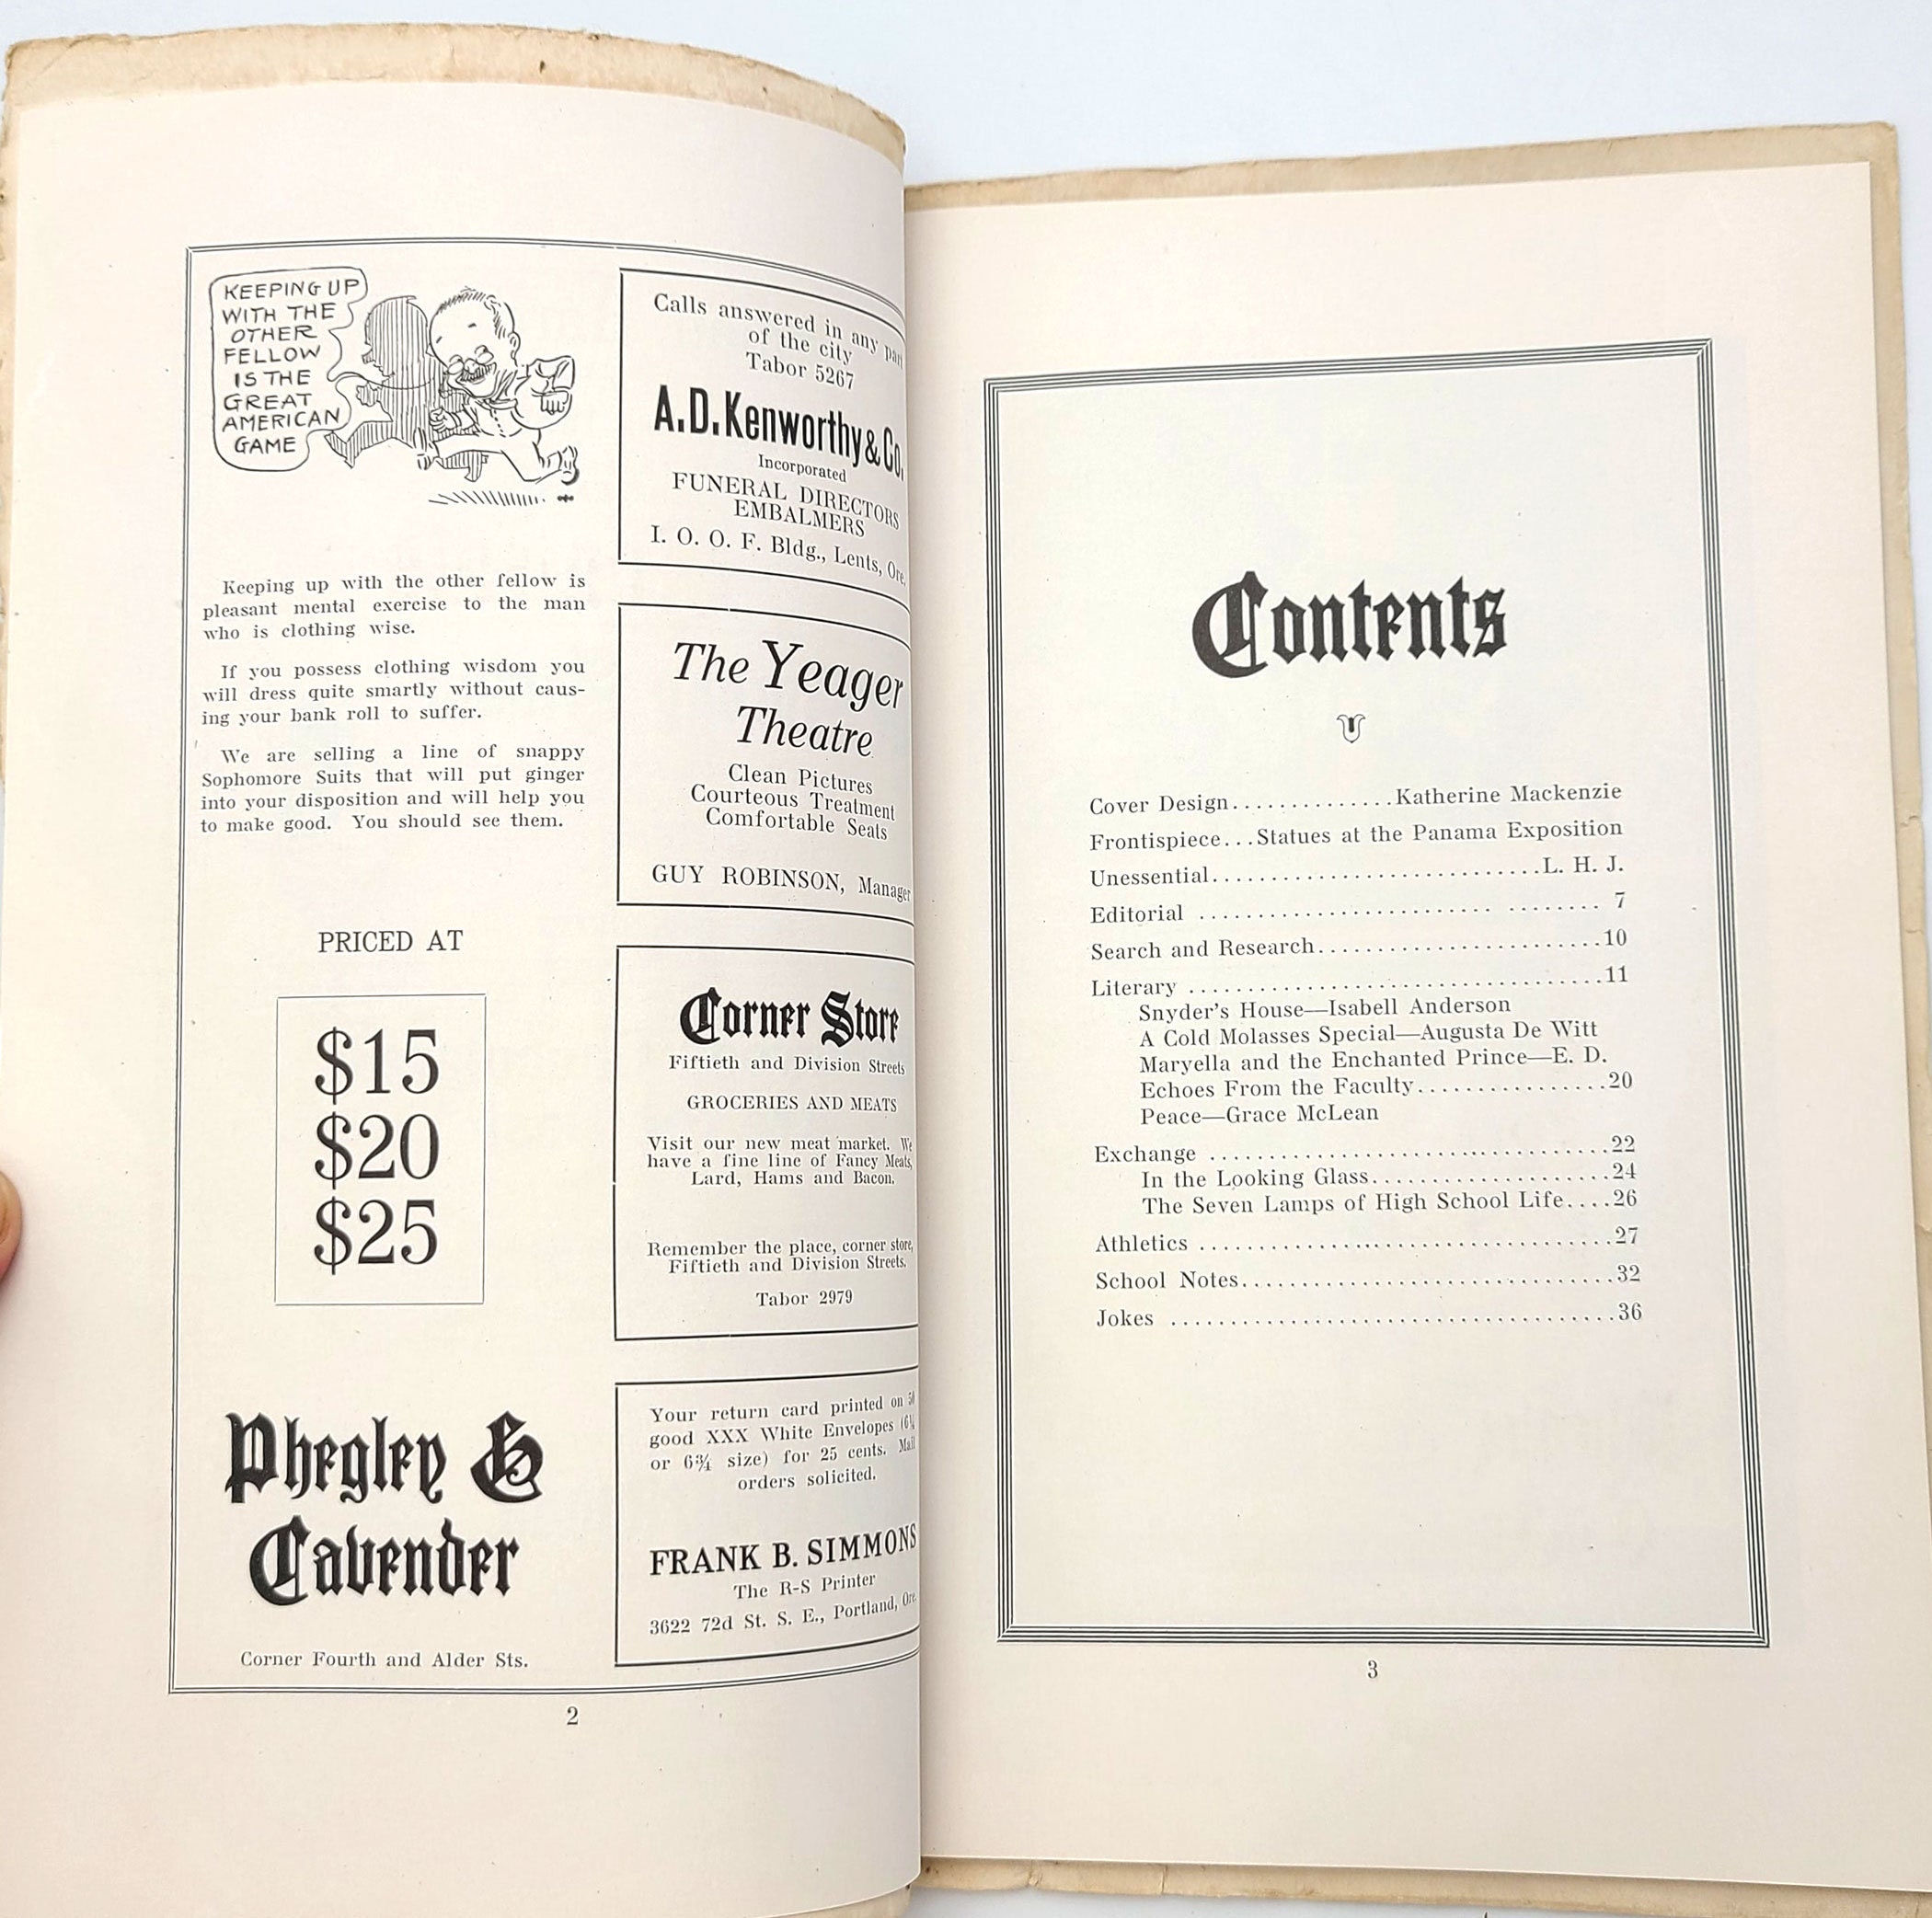 KEEPING UP
WITH THE
OTHER
FELLOW
IS THE
GREAT
AMERICAN
GAME
Keeping up with the other fellow is
pleasant mental exercise to the man
who is clothing wise.
If you possess clothing wisdom you
will dress quite smartly without caus-
ing your bank roll to suffer.
We are selling a line of snappy
Sophomore Suits that will put ginger
into your disposition and will help you
to make good. You should see them.
PRICED AT
$15
$20
$25
Phegley &
Cavender
Corner Fourth and Alder Sts.
Calls answered in any part
of the city
Tabor 5267
A.D. Kenworthy & Co.
Incorporated
FUNERAL DIRECTORS
EMBALMERS
I. O. O. F. Bldg., Lents, Ore.
The Yeager
Theatre
Clean Pictures
Courteous Treatment
Comfortable Seats
GUY ROBINSON, Manager
Corner Store
Fiftieth and Division Streets
GROCERIES AND MEATS
Visit our new meat market. We
have a fine line of Fancy Meats,
Lard, Hams and Bacon.
Remember the place, corner store,
Fiftieth and Division Streets.
Tabor 2979
Your return card printed on
good XXX White Envelopes
or 6¾ size) for 25 cents. Mail
orders solicited.
FRANK B. SIMMONS
The R-S Printer
3622 72d St. S. E., Portland, Ore.
2
Contents
Cover Design..............Katherine Mackenzie
Frontispiece...Statues at the Panama Exposition
Unessential............................L. H. J.
Editorial ......................... ........ 7
Search and Research........................10
Literary ...................................11
Snyder's House—Isabell Anderson
A Cold Molasses Special—Augusta De Witt
Maryella and the Enchanted Prince—E. D.
Echoes From the Faculty................20
Peace—Grace McLean
Exchange ..................................22
In the Looking Glass....................24
The Seven Lamps of High School Life....26
Athletics ...................................27
School Notes................................32
Jokes ......................................36
3